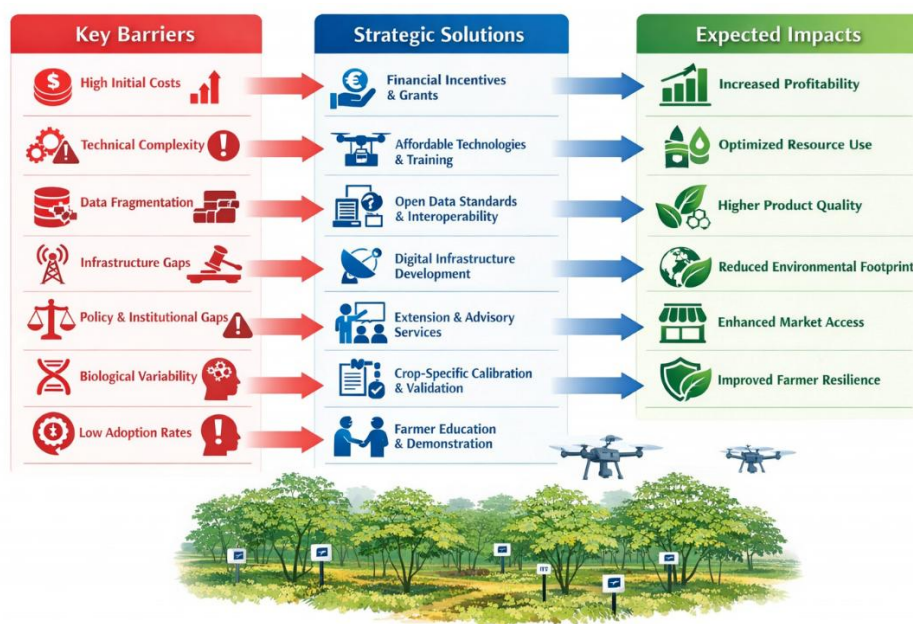 Key Barriers
Strategic Solutions
Expected Impacts
High Initial Costs
Financial Incentives
& Grants
Increased Profitability
Technical Complexity
Affordable Technologies
& Training
Optimized Resource Use
Data Fragmentation
Open Data Standards
& Interoperability
Higher Product Quality
Infrastructure Gaps
Digital Infrastructure
Development
Reduced Environmental Footprint
Policy & Institutional Gaps
Extension & Advisory
Services
Enhanced Market Access
Biological Variability
Crop-Specific Calibration
& Validation
Improved Farmer Resilience
Low Adoption Rates
Farmer Education
& Demonstration